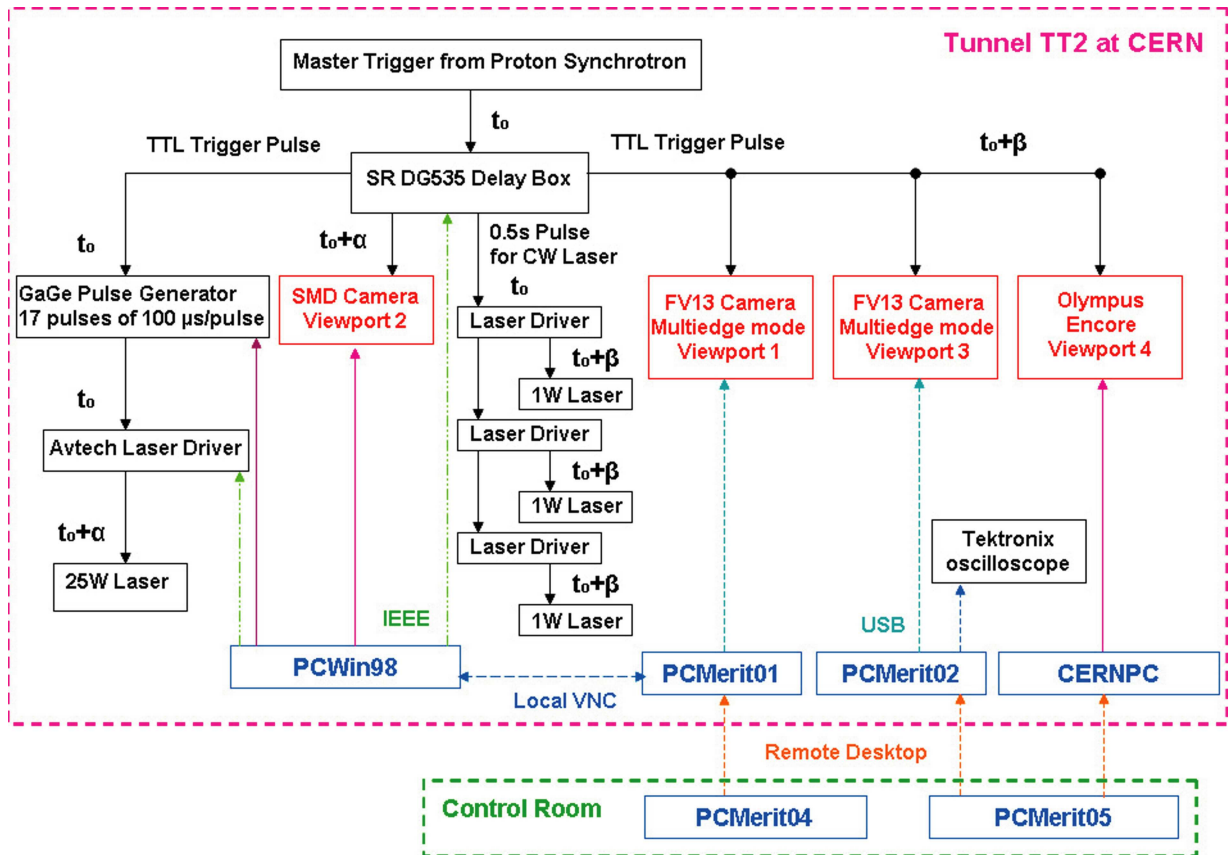 Tunnel TT2 at CERN
Master Trigger from Proton Synchrotron
t₀
TTL Trigger Pulse
TTL Trigger Pulse
t₀+β
SR DG535 Delay Box
t₀
t₀+α
0.5s Pulse
for CW Laser
t₀
GaGe Pulse Generator
17 pulses of 100 µs/pulse
SMD Camera
Viewport 2
Laser Driver
t₀+β
1W Laser
FV13 Camera
Multiedge mode
Viewport 1
FV13 Camera
Multiedge mode
Viewport 3
Olympus
Encore
Viewport 4
t₀
Avtech Laser Driver
Laser Driver
t₀+β
1W Laser
t₀+α
25W Laser
Laser Driver
t₀+β
1W Laser
Tektronix
oscilloscope
IEEE
USB
PCWin98
Local VNC
PCMerit01
PCMerit02
CERNPC
Remote Desktop
Control Room
PCMerit04
PCMerit05